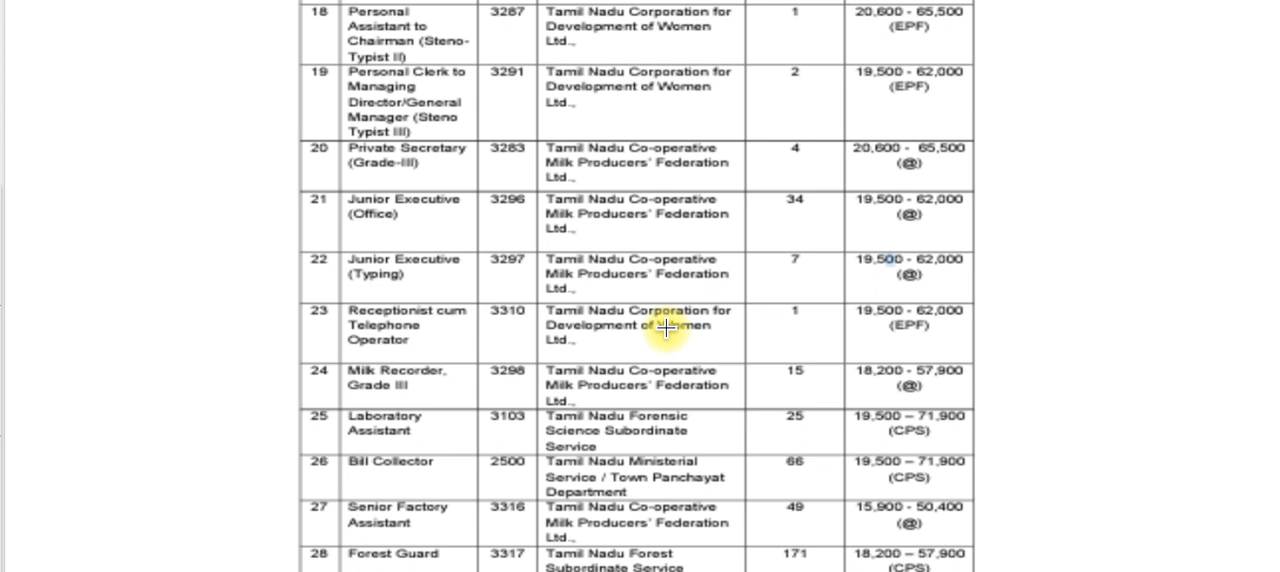 18 Personal 3287 Tamil Nadu Corporation for 1 20,600 - 65,500
Assistant to Development of Women (EPF)
Chairman (Steno- Ltd.,
Typist II)
19 Personal Clerk to 3291 Tamil Nadu Corporation for 2 19,500 - 62,000
Managing Development of Women (EPF)
Director/General Ltd.,
Manager (Steno
Typist III)
20 Private Secretary 3283 Tamil Nadu Co-operative 4 20,600 - 65,500
(Grade-III) Milk Producers' Federation (@)
Ltd.,
21 Junior Executive 3296 Tamil Nadu Co-operative 34 19,500 - 62,000
(Office) Milk Producers' Federation (@)
Ltd.,
22 Junior Executive 3297 Tamil Nadu Co-operative 7 19,500 - 62,000
(Typing) Milk Producers' Federation (@)
Ltd.,
23 Receptionist cum 3310 Tamil Nadu Corporation for 1 19,500 - 62,000
Telephone Development of Women (EPF)
Operator Ltd.,
24 Milk Recorder, 3298 Tamil Nadu Co-operative 15 18,200 - 57,900
Grade III Milk Producers' Federation (@)
Ltd.,
25 Laboratory 3103 Tamil Nadu Forensic 25 19,500 – 71,900
Assistant Science Subordinate (CPS)
Service
26 Bill Collector 2500 Tamil Nadu Ministerial 66 19,500 – 71,900
Service / Town Panchayat (CPS)
Department
27 Senior Factory 3316 Tamil Nadu Co-operative 49 15,900 - 50,400
Assistant Milk Producers' Federation (@)
Ltd.,
28 Forest Guard 3317 Tamil Nadu Forest 171 18,200 – 57,900
Subordinate Service (CPS)